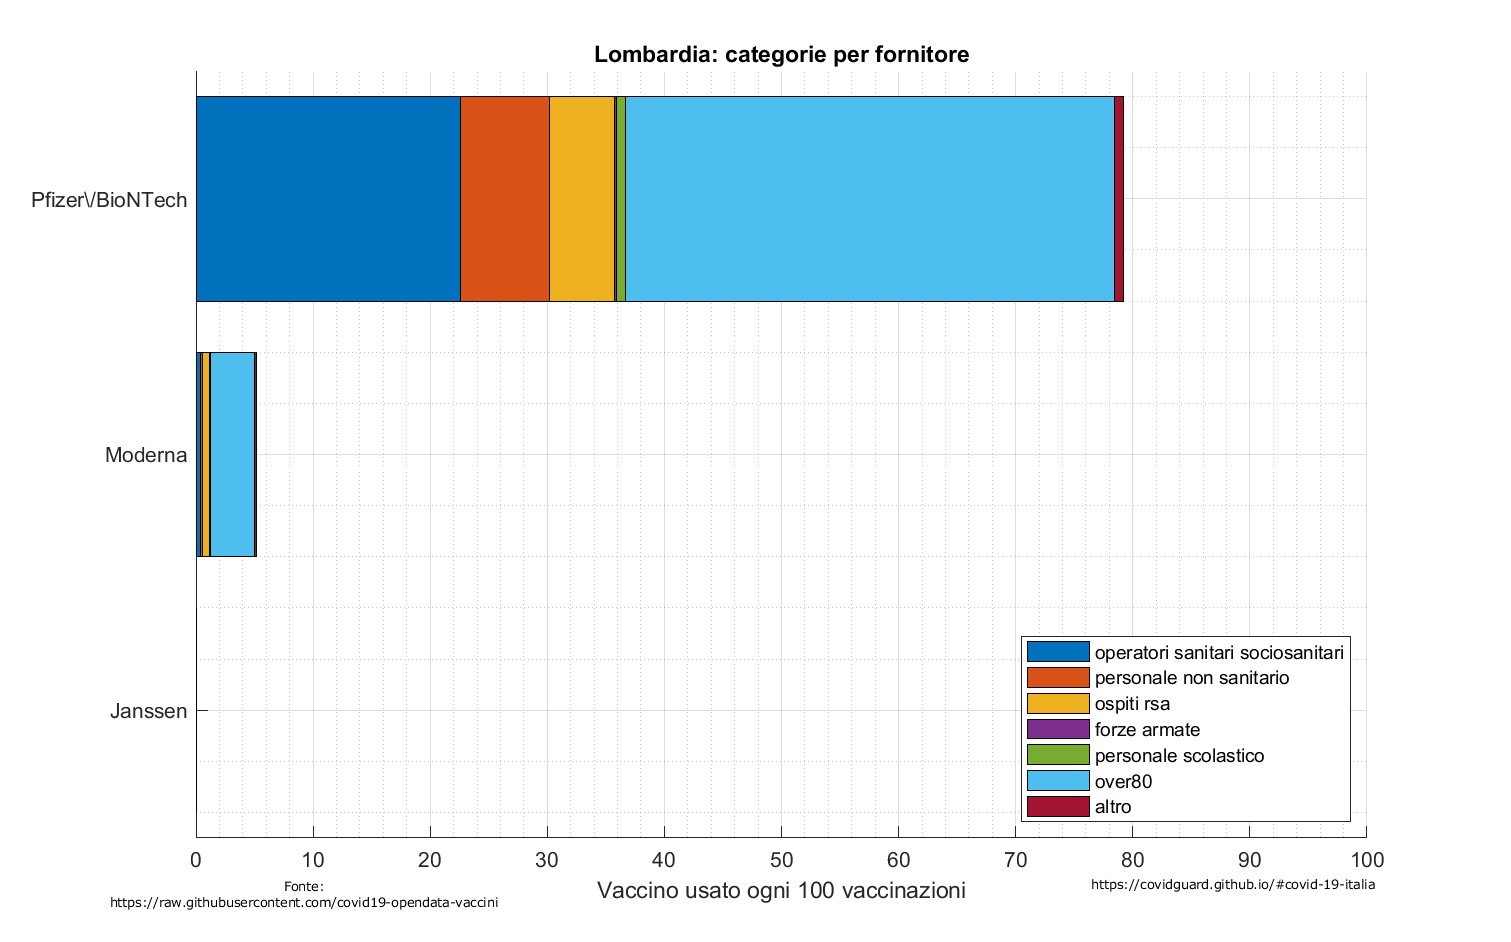 Lombardia: categorie per fornitore
Pfizer\/BioNTech
Moderna
Janssen
operatori sanitari sociosanitari
personale non sanitario
ospiti rsa
forze armate
personale scolastico
over80
altro
0 10 20 30 40 50 60 70 80 90 100
Vaccino usato ogni 100 vaccinazioni
Fonte:
https://raw.githubusercontent.com/covid19-opendata-vaccini
https://covidguard.github.io/#covid-19-italia